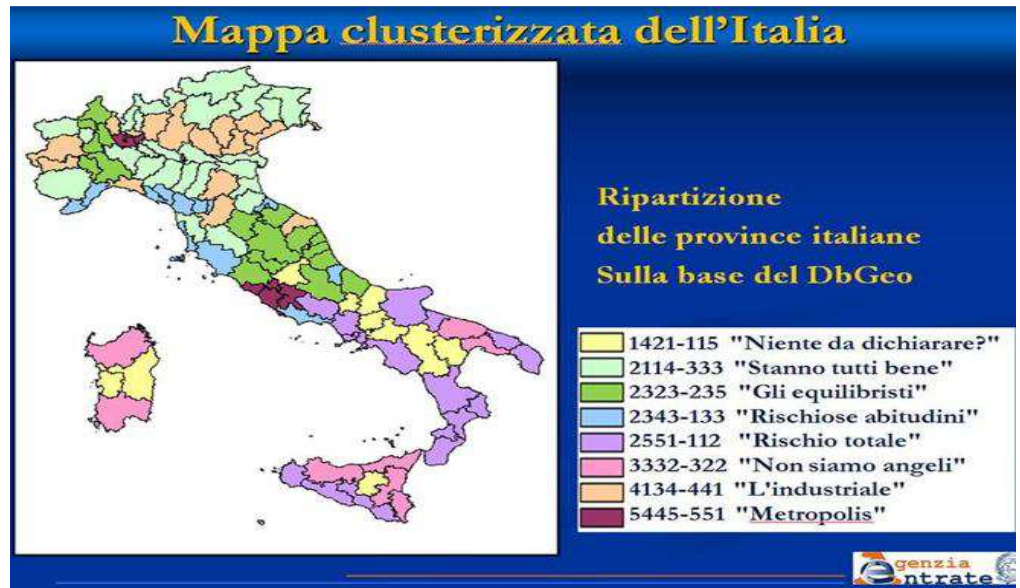 Mappa clusterizzata dell'Italia
Ripartizione
delle province italiane
Sulla base del DbGeo
1421-115 "Niente da dichiarare?"
2114-333 "Stanno tutti bene"
2323-235 "Gli equilibristi"
2343-133 "Rischiose abitudini"
2551-112 "Rischio totale"
3332-322 "Non siamo angeli"
4134-441 "L'industriale"
5445-551 "Metropolis"
genzia
ntrate